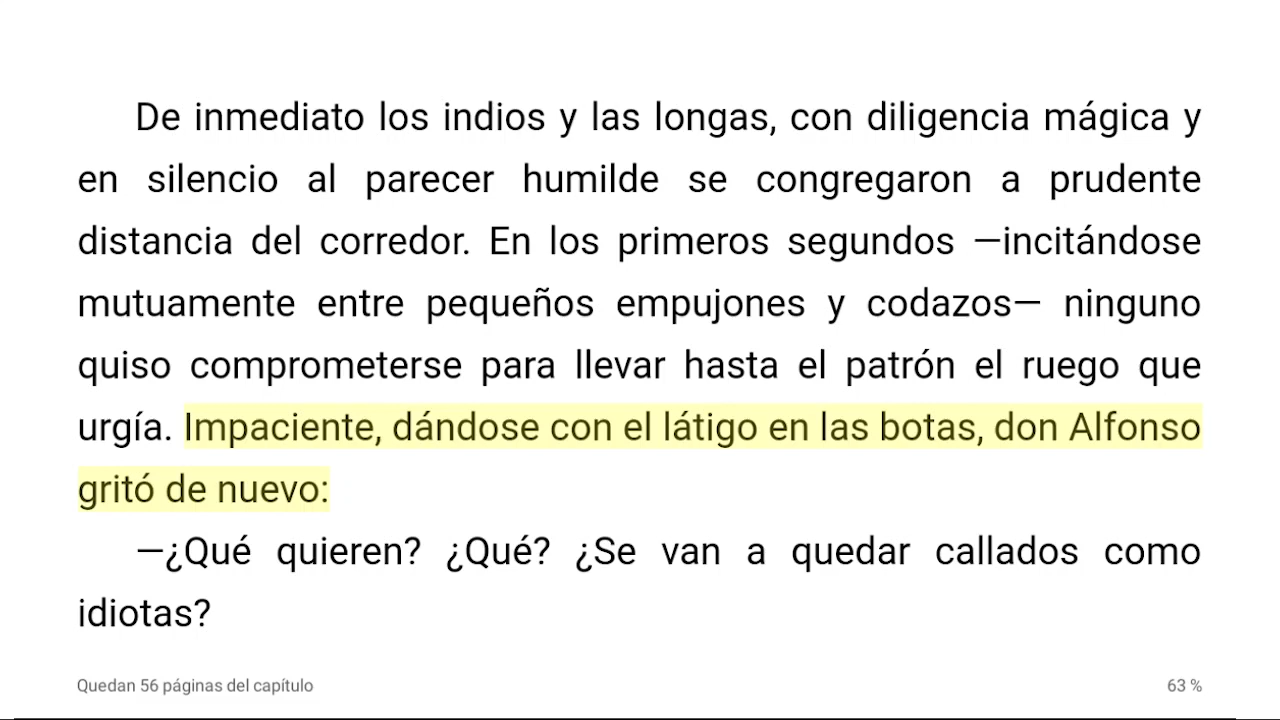 De inmediato los indios y las longas, con diligencia mágica y
en silencio al parecer humilde se congregaron a prudente
distancia del corredor. En los primeros segundos —incitándose
mutuamente entre pequeños empujones y codazos— ninguno
quiso comprometerse para llevar hasta el patrón el ruego que
urgía. Impaciente, dándose con el látigo en las botas, don Alfonso
gritó de nuevo:
—¿Qué quieren? ¿Qué? ¿Se van a quedar callados como
idiotas?
Quedan 56 páginas del capítulo 63 %